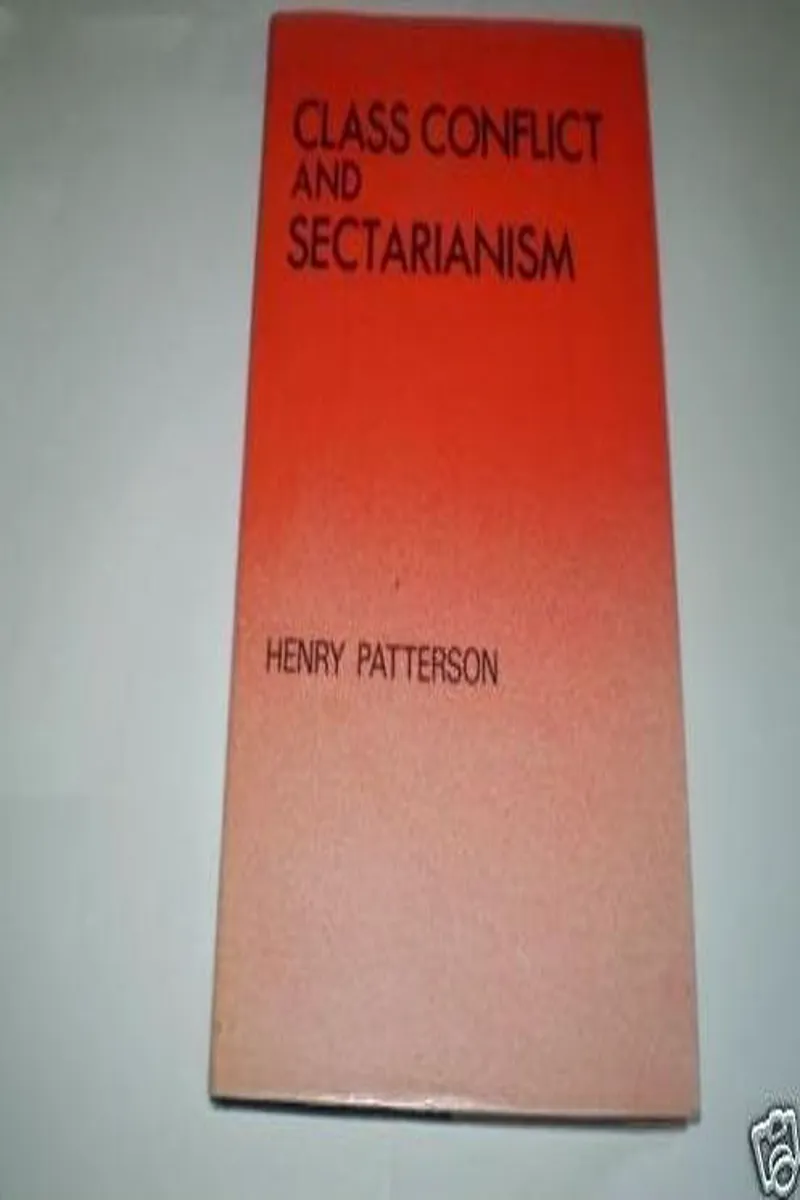 CLASS CONFLICT
AND
SECTARIANISM
HENRY PATTERSON